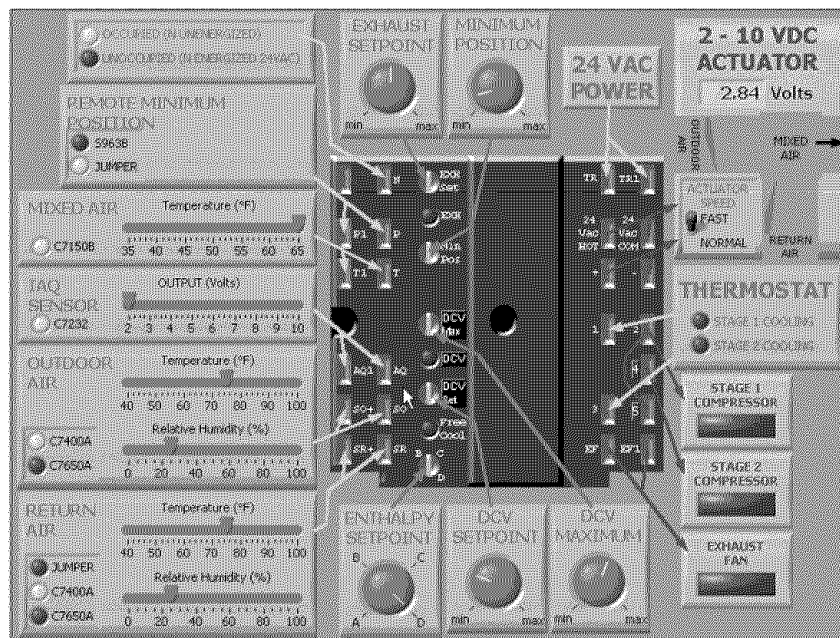 OCCUPIED (N UNENERGIZED)
UNOCCUPIED (N ENERGIZED 24VAC)
REMOTE MINIMUM
POSITION
S963B
JUMPER
MIXED AIR
Temperature (°F)
C7150B
35 40 45 50 55 60 65
IAQ
SENSOR
OUTPUT (Volts)
C7232
2 3 4 5 6 7 8 9 10
OUTDOOR
AIR
Temperature (°F)
40 50 60 70 80 90 100
Relative Humidity (%)
C7400A
C7650A
0 20 40 60 80 100
RETURN
AIR
Temperature (°F)
40 50 60 70 80 90 100
JUMPER
Relative Humidity (%)
C7400A
C7650A
0 20 40 60 80 100
EXHAUST
SETPOINT
min max
MINIMUM
POSITION
min max
24 VAC
POWER
2 - 10 VDC
ACTUATOR
2.84 Volts
OUTDOOR
AIR
MIXED
AIR
ACTUATOR
SPEED
FAST
NORMAL
RETURN
AIR
N
EXH
Set
P1 P
EXH
Min
Pos
T1 T
DCV
Max
AQ1 AQ
DCV
DCV
Set
SO+ SO
Free
Cool
SR+ SR
B C
D
TR TR1
24
Vac
HOT
24
Vac
COM
+ -
1 2
4
3 5
EF EF1
THERMOSTAT
STAGE 1 COOLING
STAGE 2 COOLING
STAGE 1
COMPRESSOR
STAGE 2
COMPRESSOR
EXHAUST
FAN
ENTHALPY
SETPOINT
B C
A D
DCV
SETPOINT
min max
DCV
MAXIMUM
min max